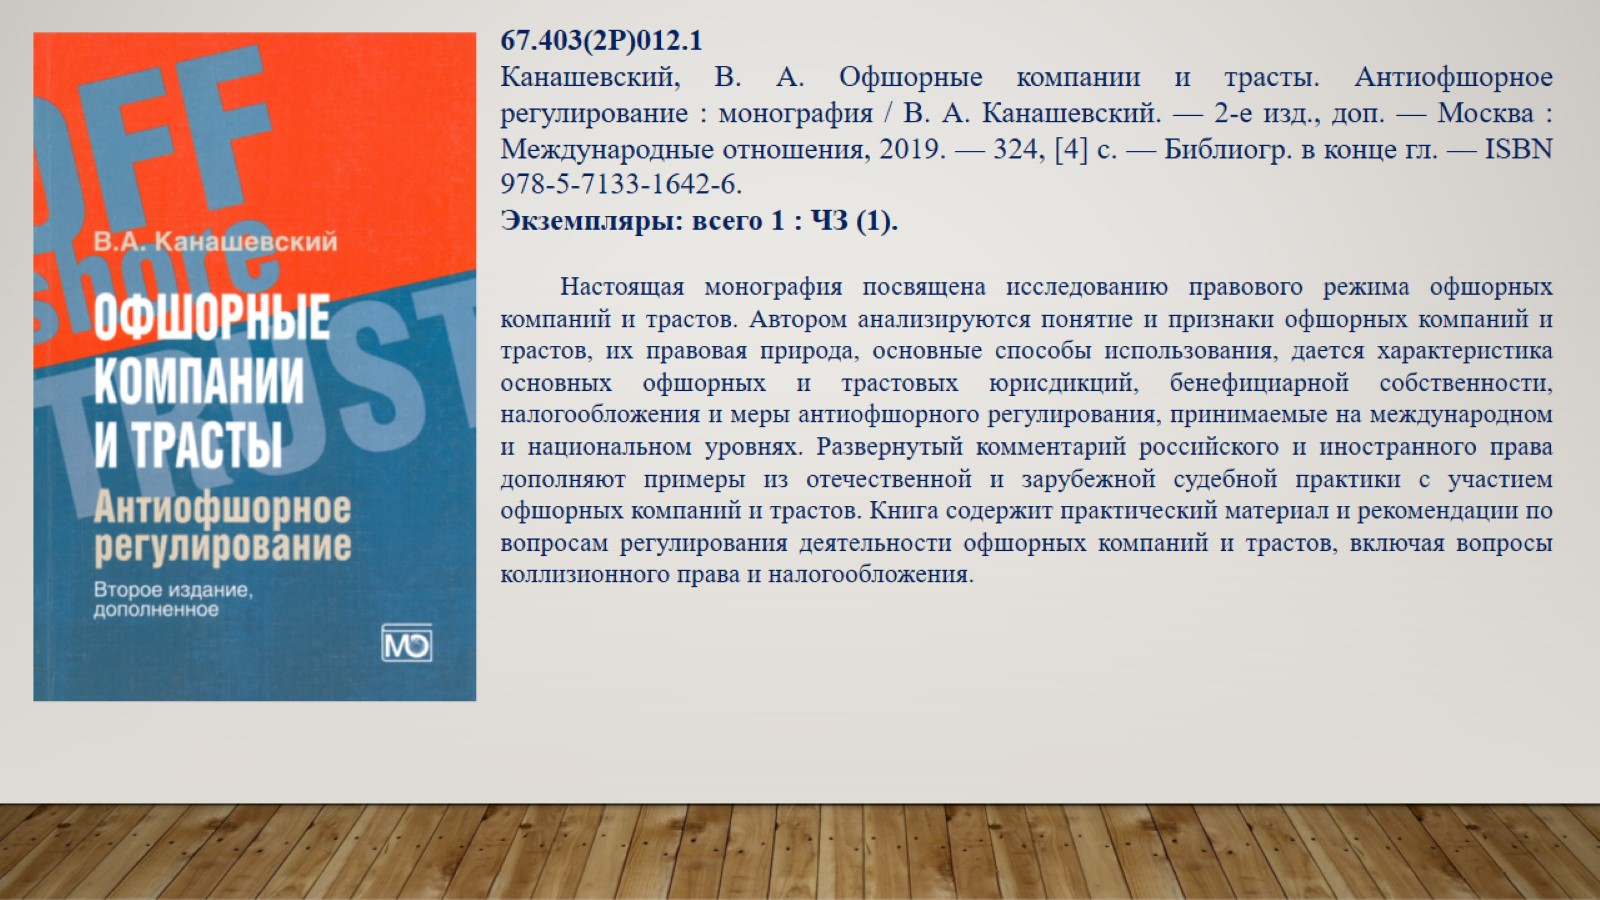 OFF
shore
TRUST
В.А. Канашевский
ОФШОРНЫЕ
КОМПАНИИ
И ТРАСТЫ
Антиофшорное
регулирование
Второе издание,
дополненное
МО
67.403(2Р)012.1
Канашевский, В. А. Офшорные компании и трасты. Антиофшорное
регулирование : монография / В. А. Канашевский. — 2-е изд., доп. — Москва :
Международные отношения, 2019. — 324, [4] с. — Библиогр. в конце гл. — ISBN
978-5-7133-1642-6.
Экземпляры: всего 1 : ЧЗ (1).
Настоящая монография посвящена исследованию правового режима офшорных
компаний и трастов. Автором анализируются понятие и признаки офшорных компаний и
трастов, их правовая природа, основные способы использования, дается характеристика
основных офшорных и трастовых юрисдикций, бенефициарной собственности,
налогообложения и меры антиофшорного регулирования, принимаемые на международном
и национальном уровнях. Развернутый комментарий российского и иностранного права
дополняют примеры из отечественной и зарубежной судебной практики с участием
офшорных компаний и трастов. Книга содержит практический материал и рекомендации по
вопросам регулирования деятельности офшорных компаний и трастов, включая вопросы
коллизионного права и налогообложения.